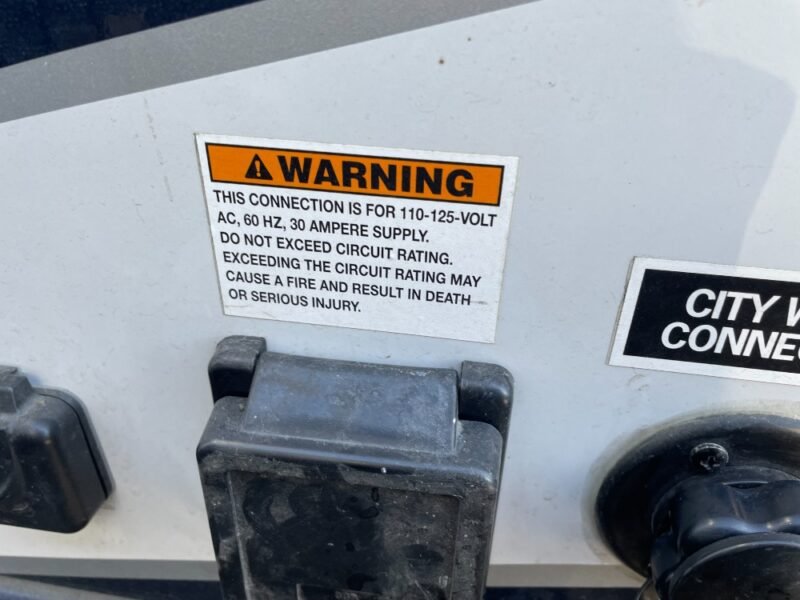 WARNING
THIS CONNECTION IS FOR 110-125-VOLT
AC, 60 HZ, 30 AMPERE SUPPLY.
DO NOT EXCEED CIRCUIT RATING.
EXCEEDING THE CIRCUIT RATING MAY
CAUSE A FIRE AND RESULT IN DEATH
OR SERIOUS INJURY.
CITY